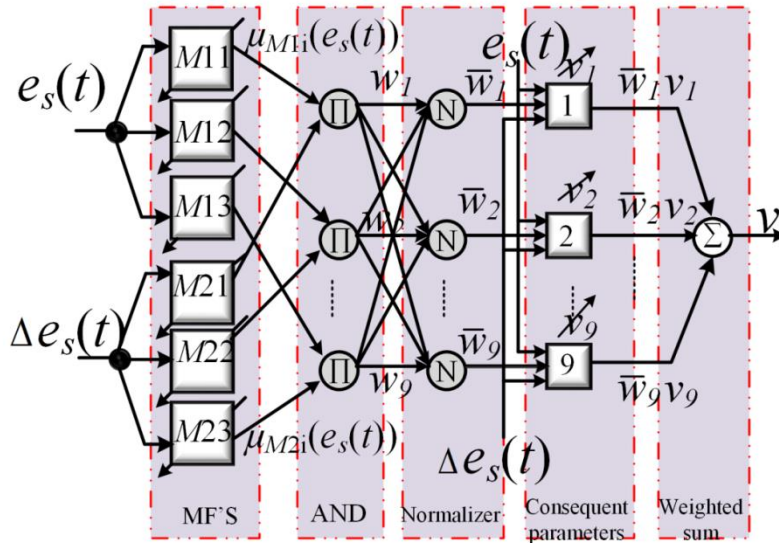 e_s(t)
Δe_s(t)
M11
M12
M13
M21
M22
M23
μ_M1i(e_s(t))
μ_M2i(e_s(t))
MF'S
Π
Π
Π
AND
w_1
w_2
w_9
N
N
N
Normalizer
w̅_1
w̅_2
w̅_9
e_s(t)
Δe_s(t)
v_1
1
v_2
2
v_9
9
Consequent
parameters
w̅_1v_1
w̅_2v_2
w̅_9v_9
Σ
Weighted
sum
v